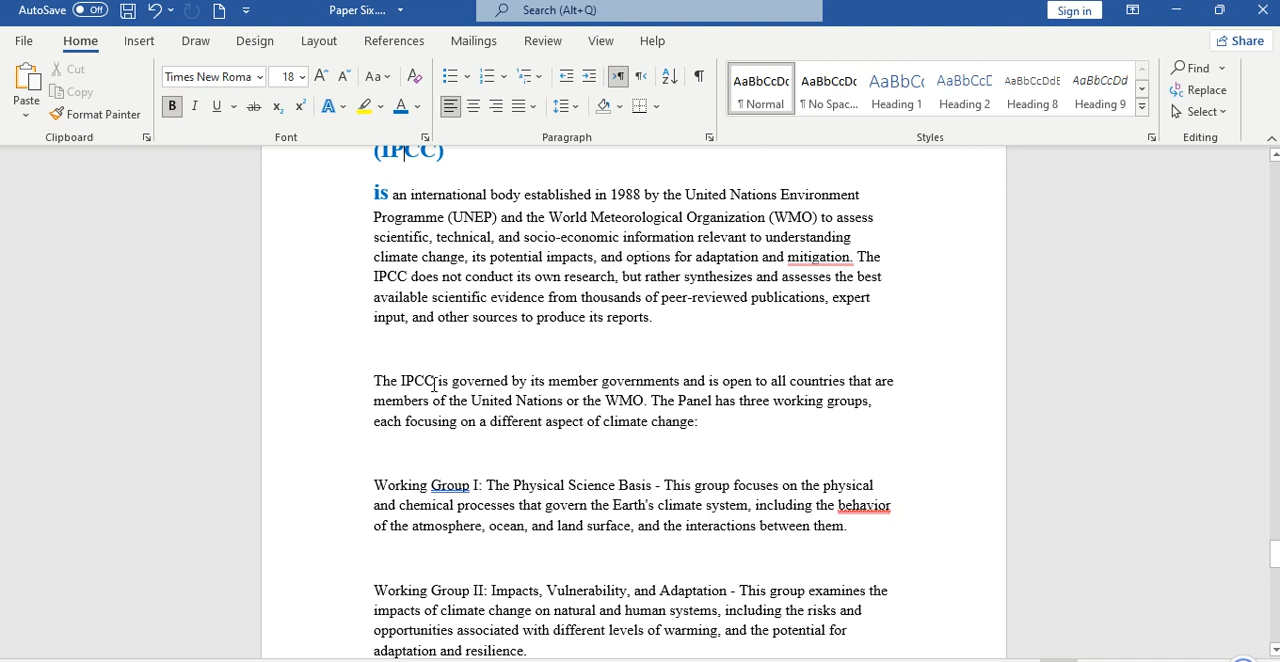 AutoSave Off Paper Six.... Search (Alt+Q) Sign in
File Home Insert Draw Design Layout References Mailings Review View Help Share
Paste Cut Copy Format Painter
Times New Roma 18 Aa
B I U ab x₂ x² A A
AaBbCcDc AaBbCcDc AaBbCc AaBbCcD AaBbCcDdE AaBbCcDd
¶ Normal ¶ No Spac... Heading 1 Heading 2 Heading 8 Heading 9
Find Replace Select
Clipboard Font Paragraph Styles Editing
(IPCC)
is an international body established in 1988 by the United Nations Environment
Programme (UNEP) and the World Meteorological Organization (WMO) to assess
scientific, technical, and socio-economic information relevant to understanding
climate change, its potential impacts, and options for adaptation and mitigation. The
IPCC does not conduct its own research, but rather synthesizes and assesses the best
available scientific evidence from thousands of peer-reviewed publications, expert
input, and other sources to produce its reports.
The IPCC is governed by its member governments and is open to all countries that are
members of the United Nations or the WMO. The Panel has three working groups,
each focusing on a different aspect of climate change:
Working Group I: The Physical Science Basis - This group focuses on the physical
and chemical processes that govern the Earth's climate system, including the behavior
of the atmosphere, ocean, and land surface, and the interactions between them.
Working Group II: Impacts, Vulnerability, and Adaptation - This group examines the
impacts of climate change on natural and human systems, including the risks and
opportunities associated with different levels of warming, and the potential for
adaptation and resilience.